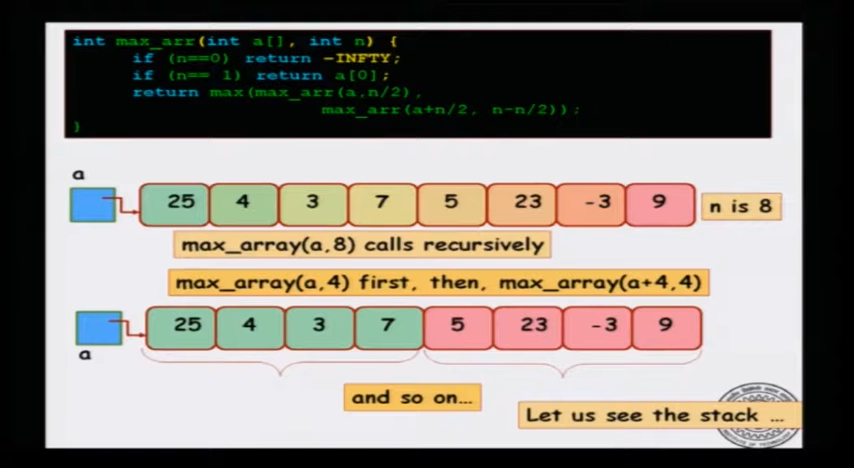 int max_arr(int a[], int n) {
if (n==0) return -INFTY;
if (n== 1) return a[0];
return max(max_arr(a,n/2),
max_arr(a+n/2, n-n/2));
}
a
25 4 3 7 5 23 -3 9 n is 8
max_array(a,8) calls recursively
max_array(a,4) first, then, max_array(a+4,4)
25 4 3 7 5 23 -3 9
a
and so on...
Let us see the stack ...